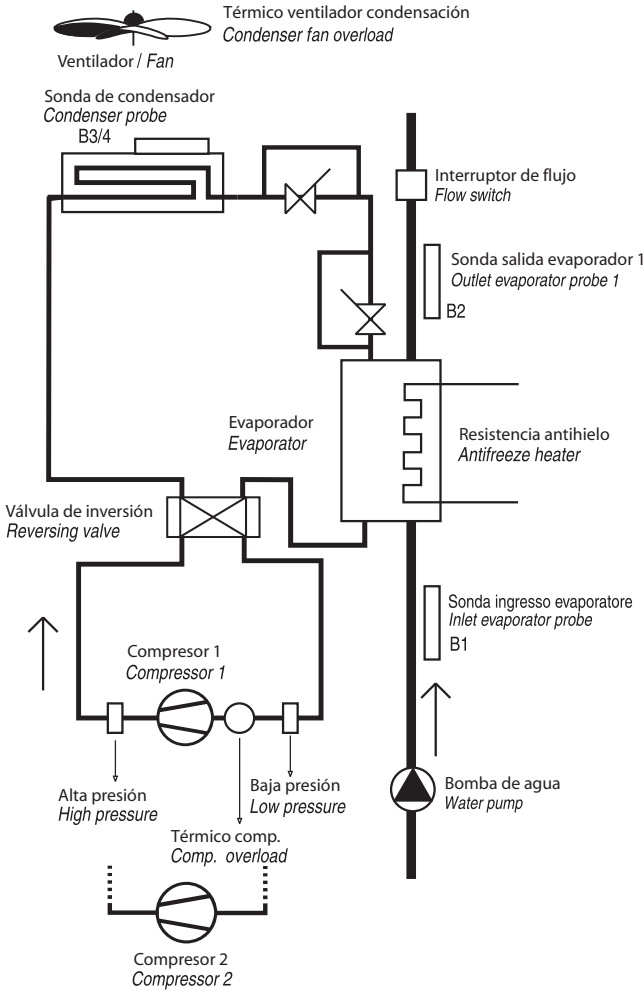 Térmico ventilador condensación
Condenser fan overload
Ventilador / Fan
Sonda de condensador
Condenser probe
B3/4
Interruptor de flujo
Flow switch
Sonda salida evaporador 1
Outlet evaporator probe 1
B2
Evaporador
Evaporator
Resistencia antihielo
Antifreeze heater
Válvula de inversión
Reversing valve
Sonda ingresso evaporatore
Inlet evaporator probe
B1
Compresor 1
Compressor 1
Alta presión
High pressure
Baja presión
Low pressure
Bomba de agua
Water pump
Térmico comp.
Comp. overload
Compresor 2
Compressor 2